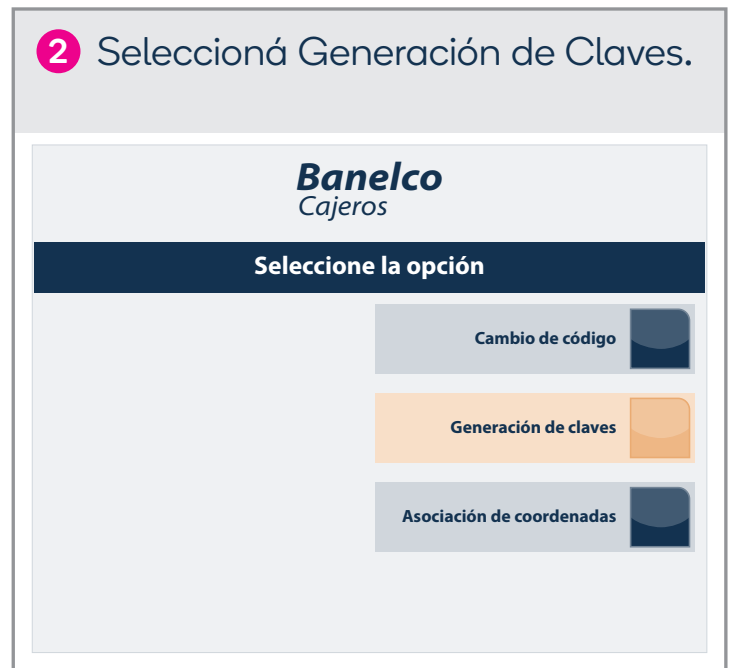 2 Seleccioná Generación de Claves.
Banelco
Cajeros
Seleccione la opción
Cambio de código
Generación de claves
Asociación de coordenadas